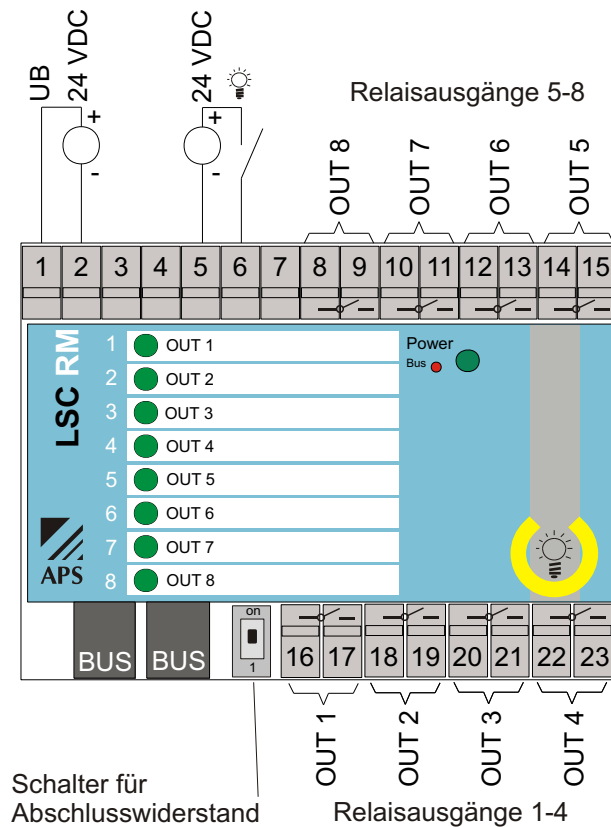 UB
24 VDC
24 VDC
+
-
+
-
Relaisausgänge 5-8
OUT 8
OUT 7
OUT 6
OUT 5
1 2 3 4 5 6 7 8 9 10 11 12 13 14 15
LSC RM
1 OUT 1
2 OUT 2
3 OUT 3
4 OUT 4
5 OUT 5
6 OUT 6
7 OUT 7
8 OUT 8
Power
Bus
APS
BUS
BUS
on
1
16 17 18 19 20 21 22 23
OUT 1
OUT 2
OUT 3
OUT 4
Schalter für
Abschlusswiderstand
Relaisausgänge 1-4